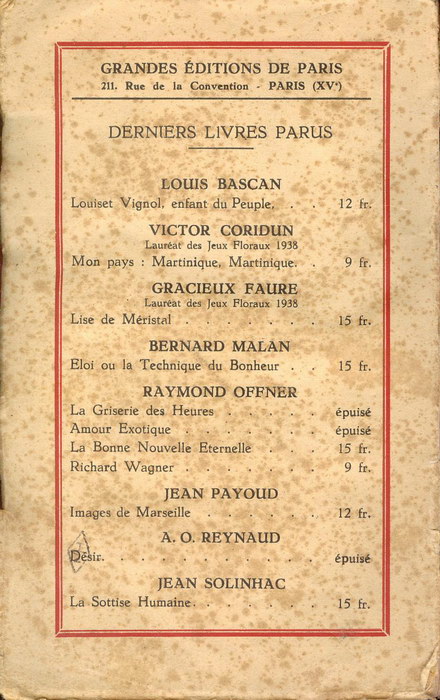 GRANDES ÉDITIONS DE PARIS
211, Rue de la Convention - PARIS (XVe)
DERNIERS LIVRES PARUS
LOUIS BASCAN
Louiset Vignol, enfant du Peuple. . . 12 fr.
VICTOR CORIDUN
Lauréat des Jeux Floraux 1938
Mon pays : Martinique, Martinique. . 9 fr.
GRACIEUX FAURE
Lauréat des Jeux Floraux 1938
Lise de Méristal . . . . . . . 15 fr.
BERNARD MALAN
Eloi ou la Technique du Bonheur . . 15 fr.
RAYMOND OFFNER
La Griserie des Heures . . . . . épuisé
Amour Exotique . . . . . . . épuisé
La Bonne Nouvelle Eternelle . . . 15 fr.
Richard Wagner . . . . . . . 9 fr.
JEAN PAYOUD
Images de Marseille . . . . . . 12 fr.
A. O. REYNAUD
Désir. . . . . . . . . . épuisé
JEAN SOLINHAC
La Sottise Humaine. . . . . . . 15 fr.